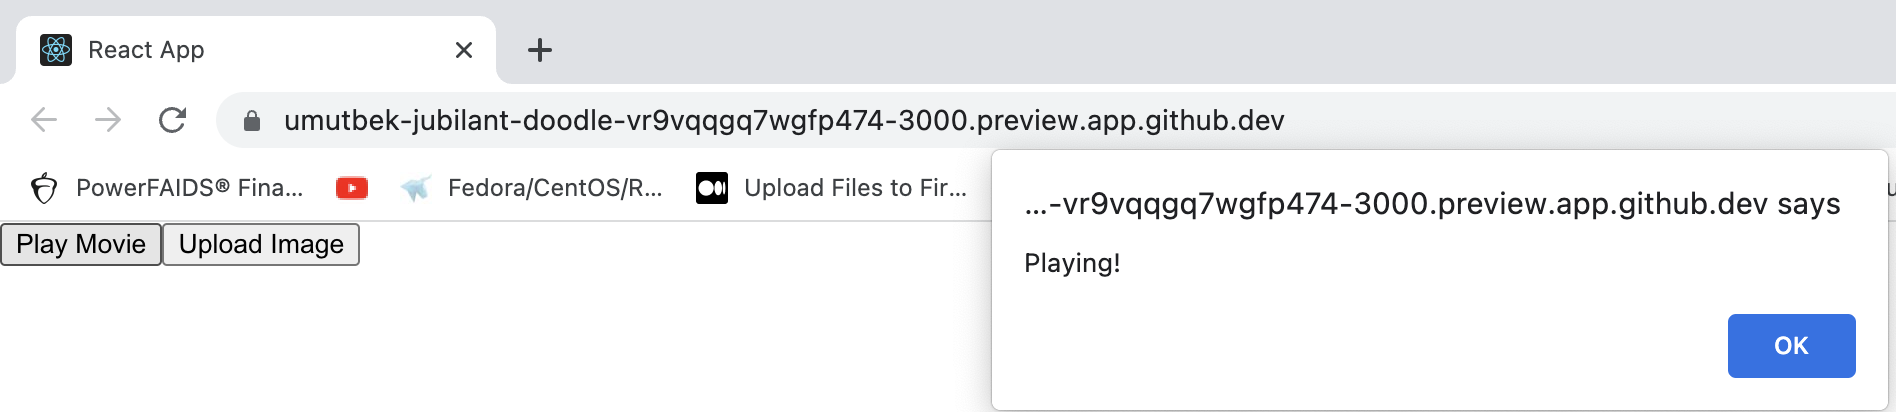 React App
umutbek-jubilant-doodle-vr9vqqgq7wgfp474-3000.preview.app.github.dev
PowerFAIDS® Fina... Fedora/CentOS/R... Upload Files to Fir...
...-vr9vqqgq7wgfp474-3000.preview.app.github.dev says
Play Movie Upload Image
Playing!
OK